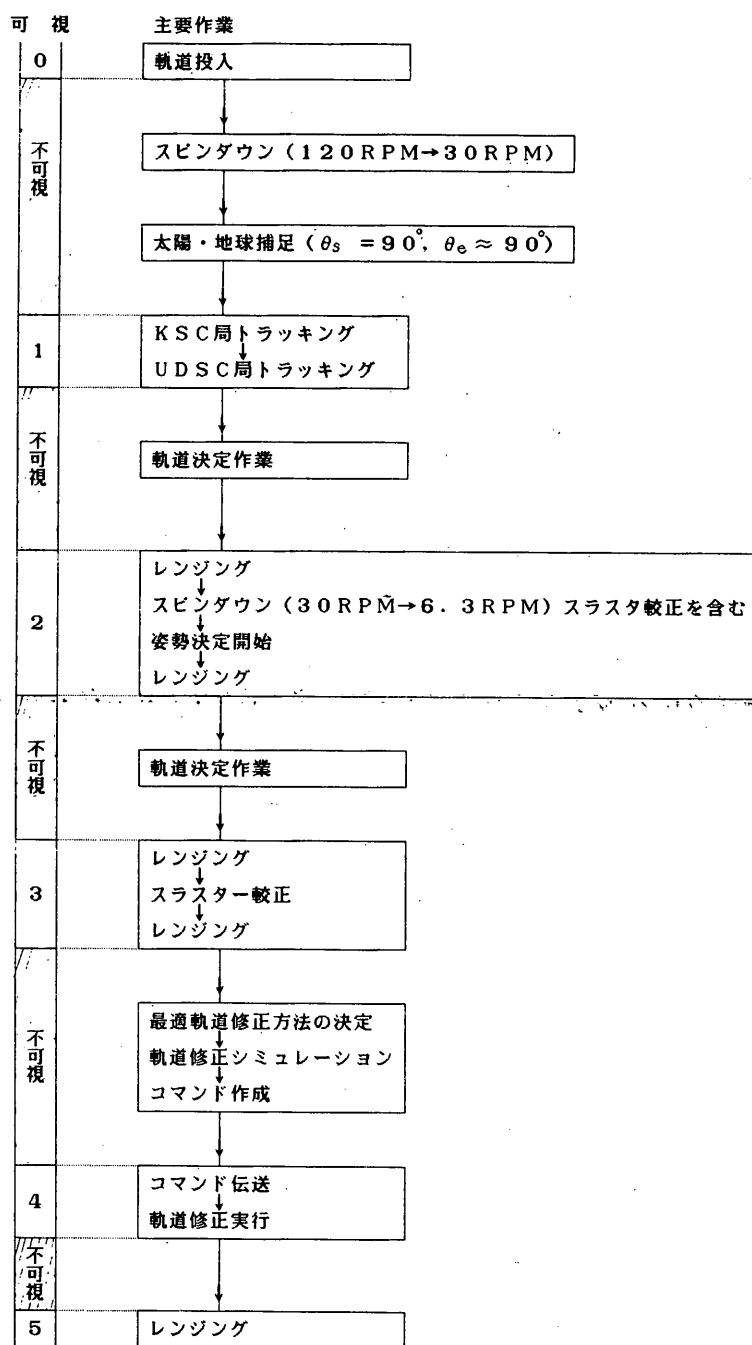 可視 主要作業
0 軌道投入
不可視
スピンダウン（120RPM→30RPM）
太陽・地球捕足（θs ＝90°，θe ≈ 90°）
1
KSC局トラッキング
↓
UDSC局トラッキング
不可視
軌道決定作業
2
レンジング
↓
スピンダウン（30RPM→6．3RPM）スラスタ較正を含む
↓
姿勢決定開始
↓
レンジング
不可視
軌道決定作業
3
レンジング
↓
スラスター較正
↓
レンジング
不可視
最適軌道修正方法の決定
↓
軌道修正シミュレーション
↓
コマンド作成
4
コマンド伝送
↓
軌道修正実行
不可視
5 レンジング